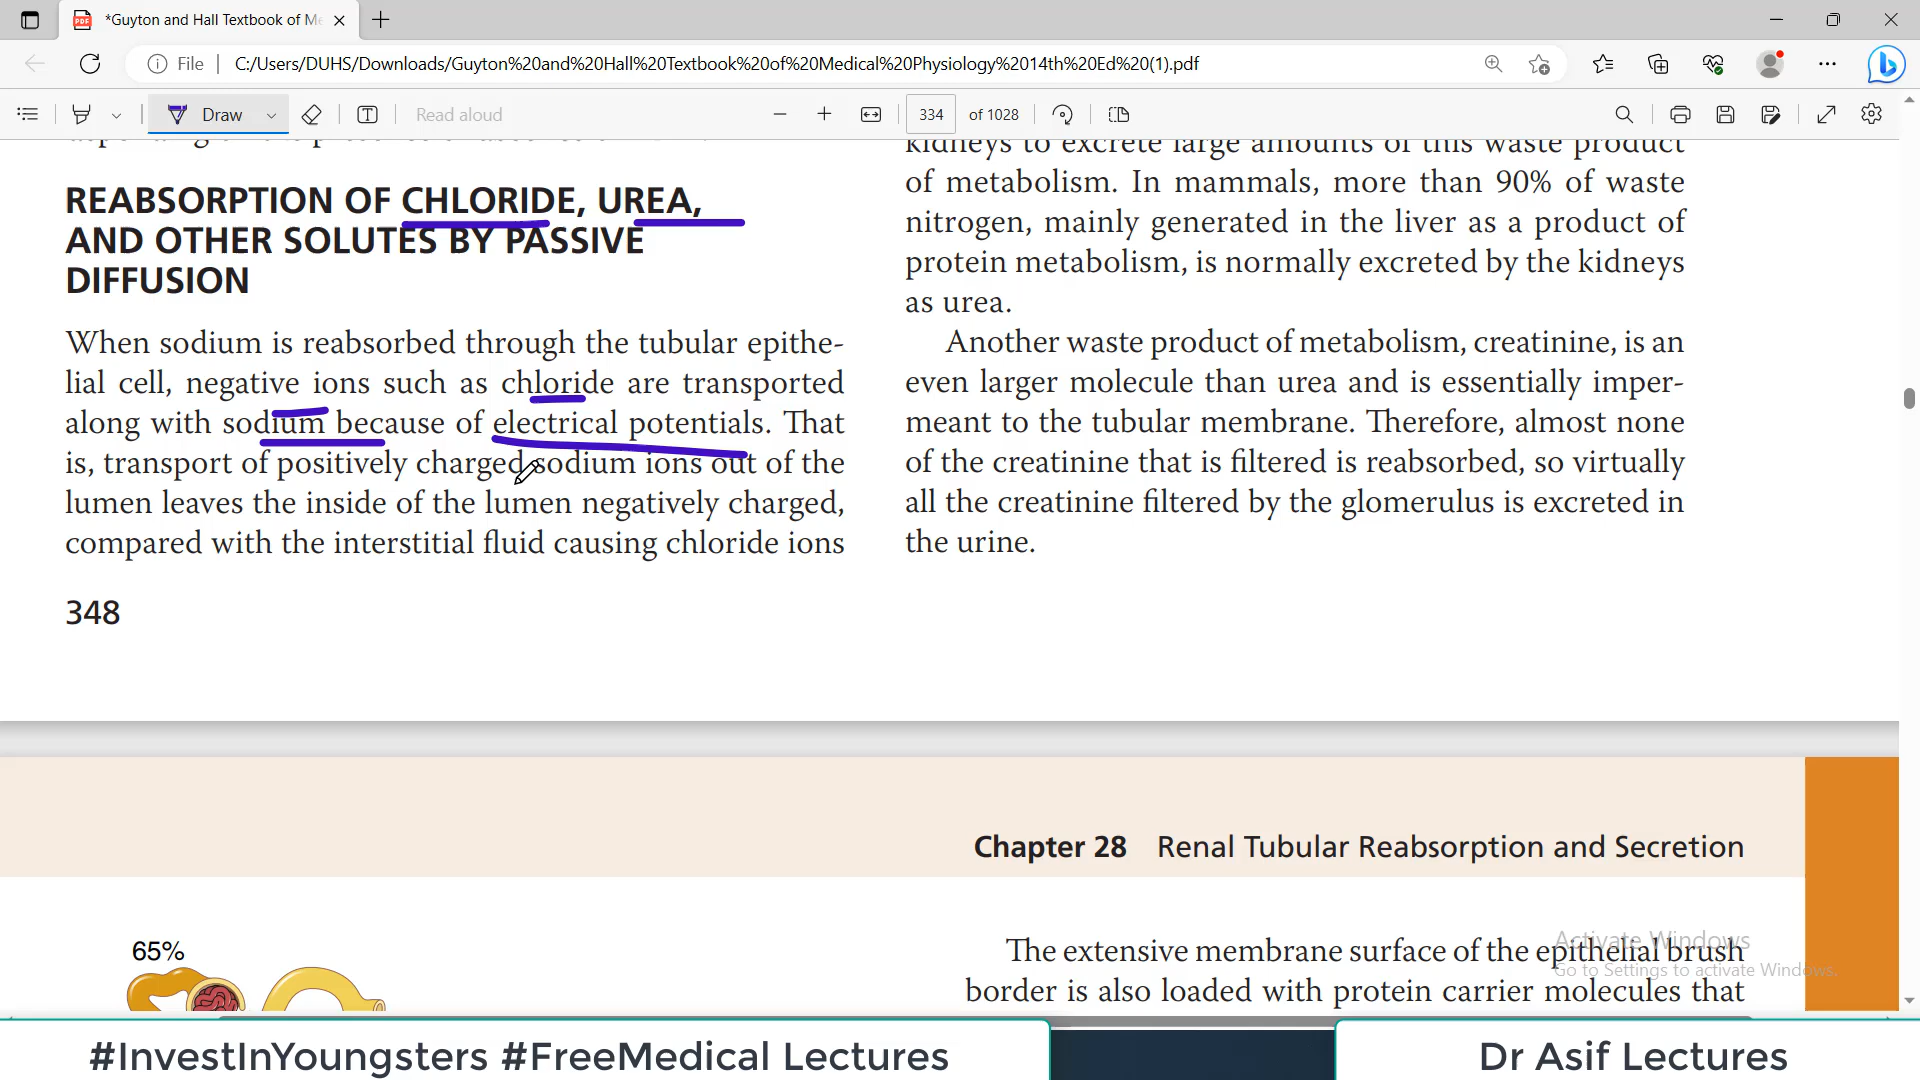 *Guyton and Hall Textbook of Me
File
C:/Users/DUHS/Downloads/Guyton%20and%20Hall%20Textbook%20of%20Medical%20Physiology%2014th%20Ed%20(1).pdf
Draw
Read aloud
334 of 1028
REABSORPTION OF CHLORIDE, UREA,
AND OTHER SOLUTES BY PASSIVE
DIFFUSION
When sodium is reabsorbed through the tubular epithe-
lial cell, negative ions such as chloride are transported
along with sodium because of electrical potentials. That
is, transport of positively charged sodium ions out of the
lumen leaves the inside of the lumen negatively charged,
compared with the interstitial fluid causing chloride ions
348
kidneys to excrete large amounts of this waste product
of metabolism. In mammals, more than 90% of waste
nitrogen, mainly generated in the liver as a product of
protein metabolism, is normally excreted by the kidneys
as urea.
Another waste product of metabolism, creatinine, is an
even larger molecule than urea and is essentially imper-
meant to the tubular membrane. Therefore, almost none
of the creatinine that is filtered is reabsorbed, so virtually
all the creatinine filtered by the glomerulus is excreted in
the urine.
Chapter 28 Renal Tubular Reabsorption and Secretion
65%
The extensive membrane surface of the epithelial brush
border is also loaded with protein carrier molecules that
Activate Windows
Go to Settings to activate Windows.
#InvestInYoungsters #FreeMedical Lectures
Dr Asif Lectures